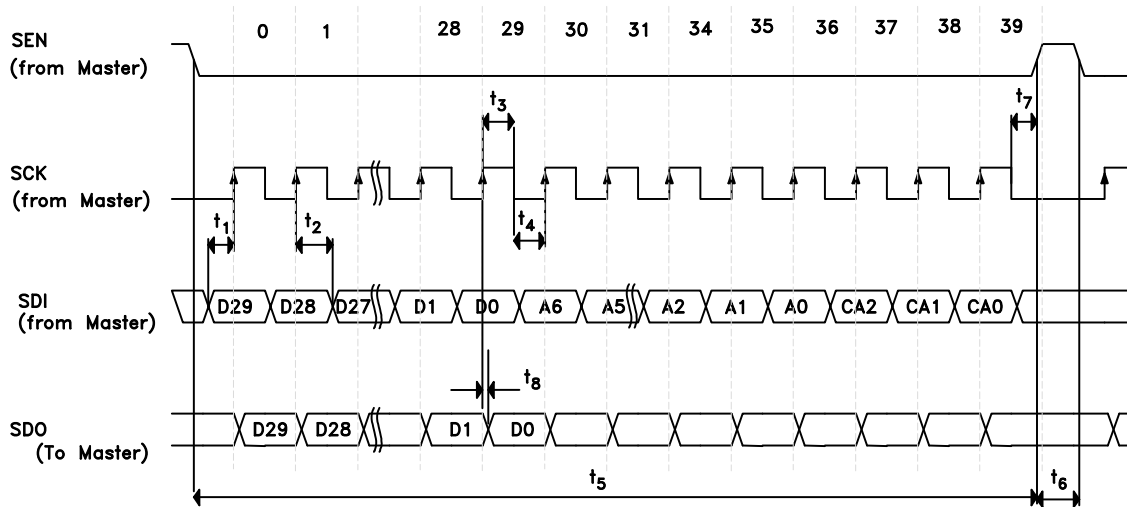 0 1 28 29 30 31 34 35 36 37 38 39
SEN
(from Master)
t3 t7
SCK
(from Master)
t1 t2 t4
SDI
(from Master)
D29 D28 D27 D1 D0 A6 A5 A2 A1 A0 CA2 CA1 CA0
t8
SDO
(To Master)
D29 D28 D1 D0
t5 t6